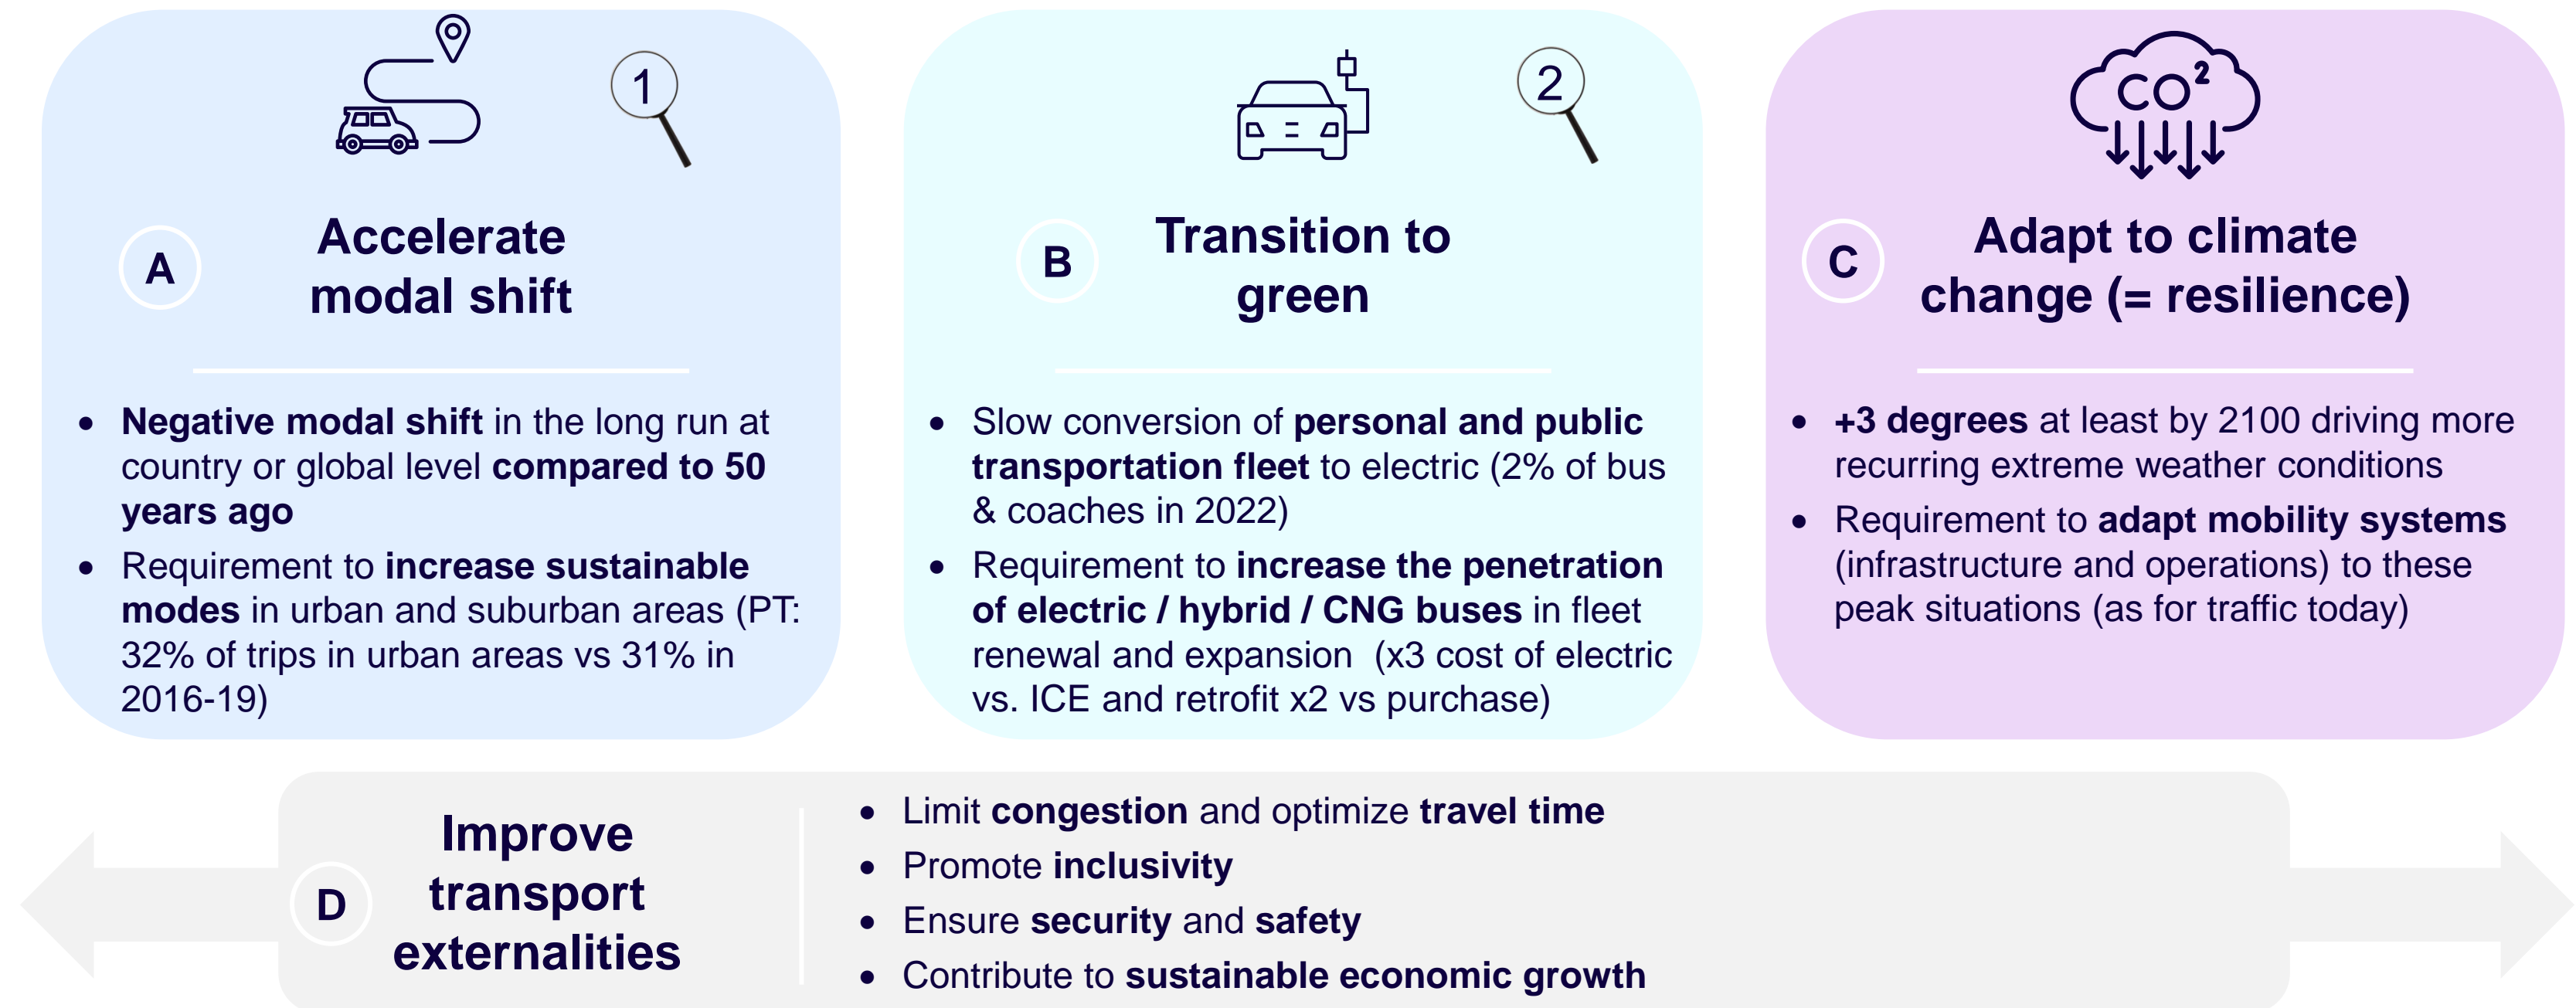 1
A
Accelerate
modal shift
• Negative modal shift in the long run at
country or global level compared to 50
years ago
• Requirement to increase sustainable
modes in urban and suburban areas (PT:
32% of trips in urban areas vs 31% in
2016-19)
2
B
Transition to
green
• Slow conversion of personal and public
transportation fleet to electric (2% of bus
& coaches in 2022)
• Requirement to increase the penetration
of electric / hybrid / CNG buses in fleet
renewal and expansion (x3 cost of electric
vs. ICE and retrofit x2 vs purchase)
CO²
C
Adapt to climate
change (= resilience)
• +3 degrees at least by 2100 driving more
recurring extreme weather conditions
• Requirement to adapt mobility systems
(infrastructure and operations) to these
peak situations (as for traffic today)
D
Improve
transport
externalities
• Limit congestion and optimize travel time
• Promote inclusivity
• Ensure security and safety
• Contribute to sustainable economic growth